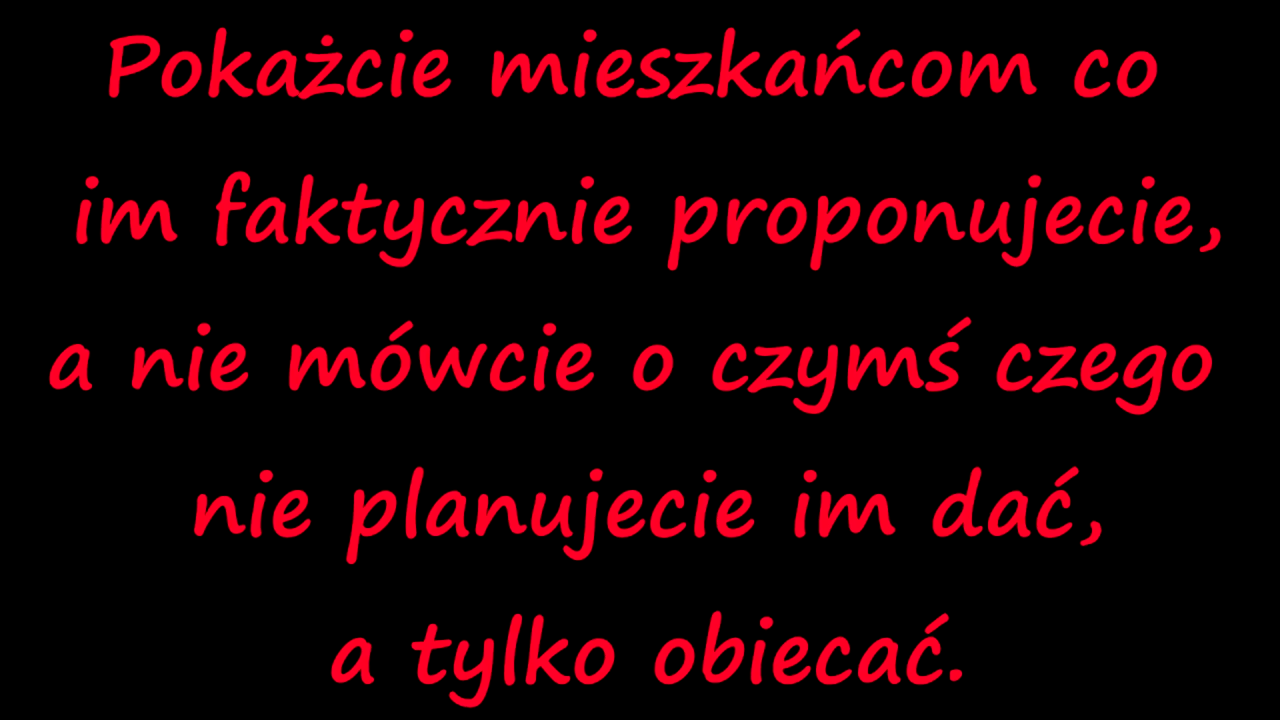 Pokażcie mieszkańcom co
im faktycznie proponujecie,
a nie mówcie o czymś czego
nie planujecie im dać,
a tylko obiecać.